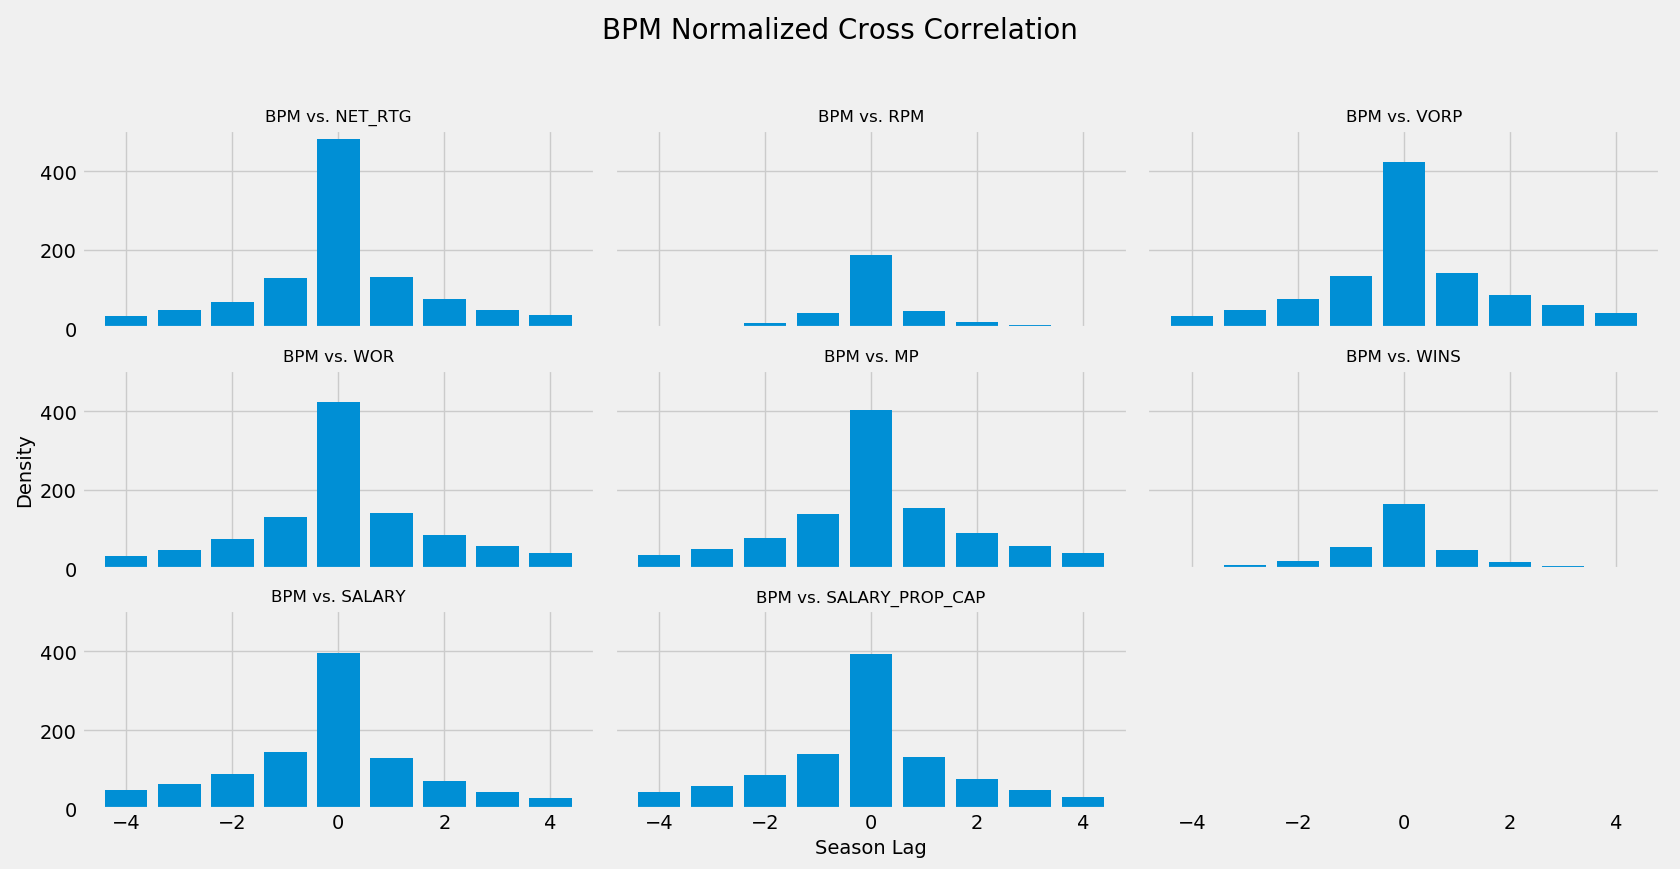 BPM Normalized Cross Correlation
BPM vs. NET_RTG
BPM vs. RPM
BPM vs. VORP
400
200
0
BPM vs. WOR
BPM vs. MP
BPM vs. WINS
400
200
0
Density
BPM vs. SALARY
BPM vs. SALARY_PROP_CAP
400
200
0
−4 −2 0 2 4
−4 −2 0 2 4
−4 −2 0 2 4
Season Lag